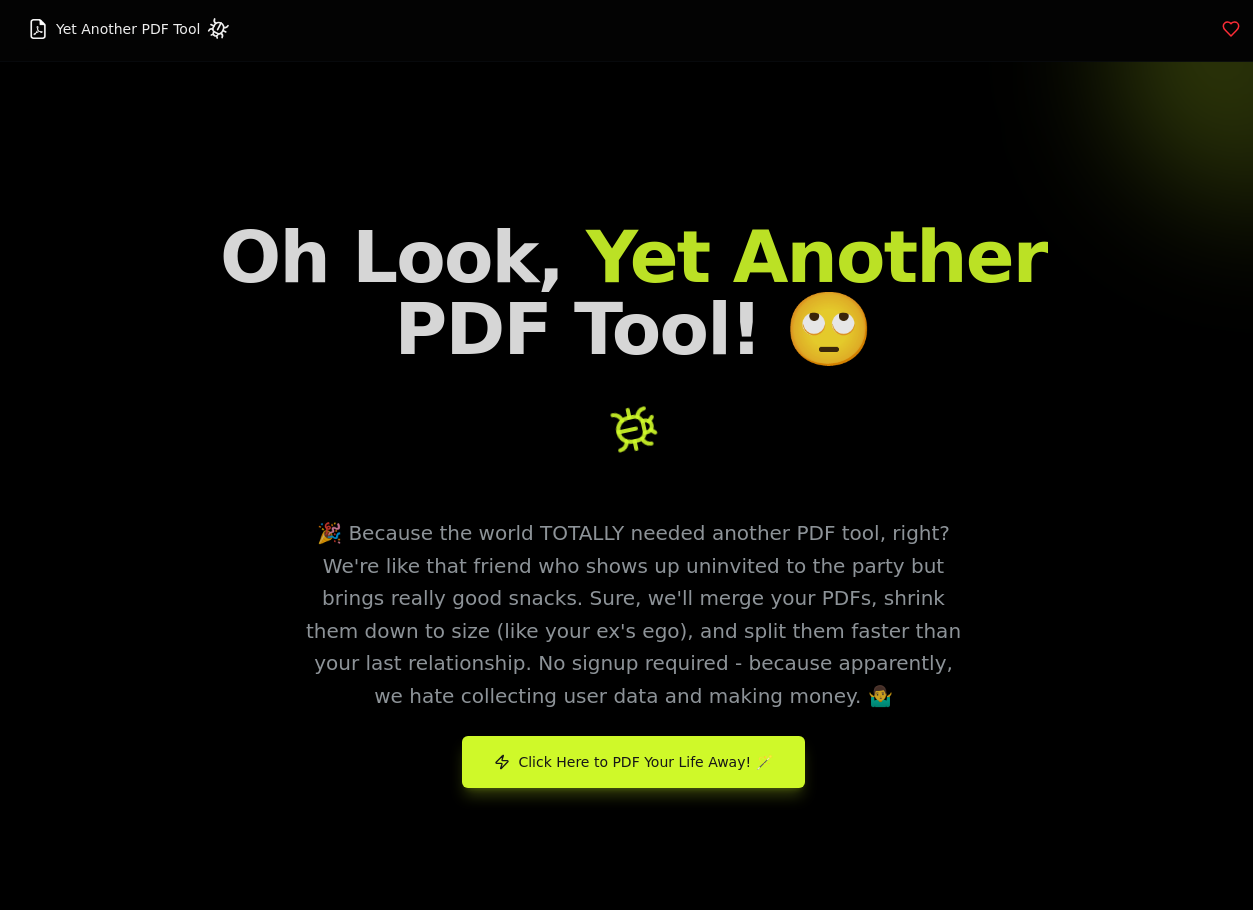 Yet Another PDF Tool
Oh Look, Yet Another
PDF Tool! 🙄
🎉 Because the world TOTALLY needed another PDF tool, right?
We're like that friend who shows up uninvited to the party but
brings really good snacks. Sure, we'll merge your PDFs, shrink
them down to size (like your ex's ego), and split them faster than
your last relationship. No signup required - because apparently,
we hate collecting user data and making money. 🤷‍♂️
Click Here to PDF Your Life Away! 🪄